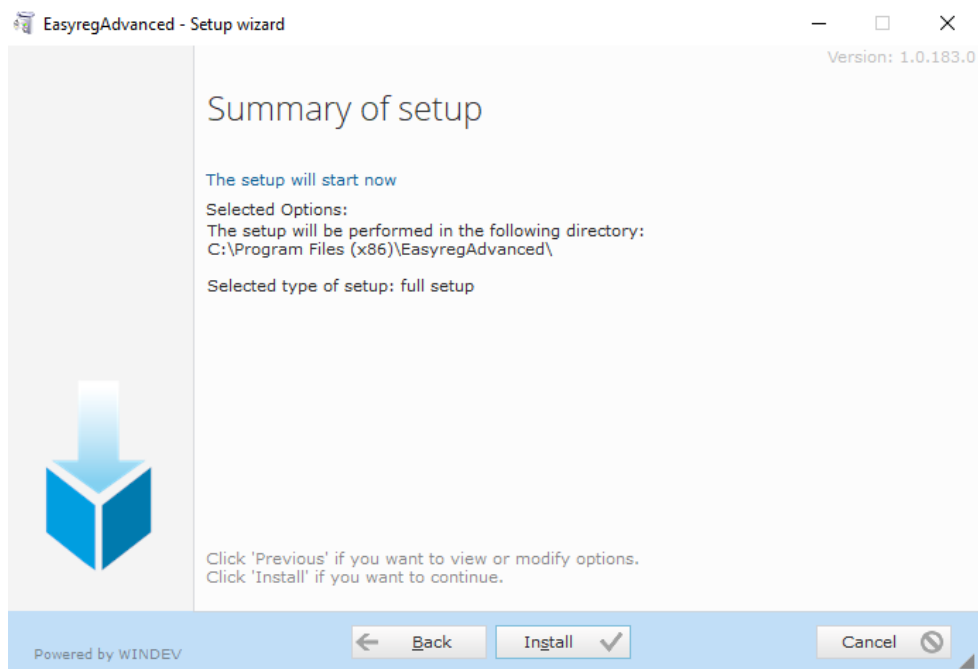 EasyregAdvanced - Setup wizard
Version: 1.0.183.0
Summary of setup
The setup will start now
Selected Options:
The setup will be performed in the following directory:
C:\Program Files (x86)\EasyregAdvanced\
Selected type of setup: full setup
Click 'Previous' if you want to view or modify options.
Click 'Install' if you want to continue.
Powered by WINDEV
Back
Install
Cancel